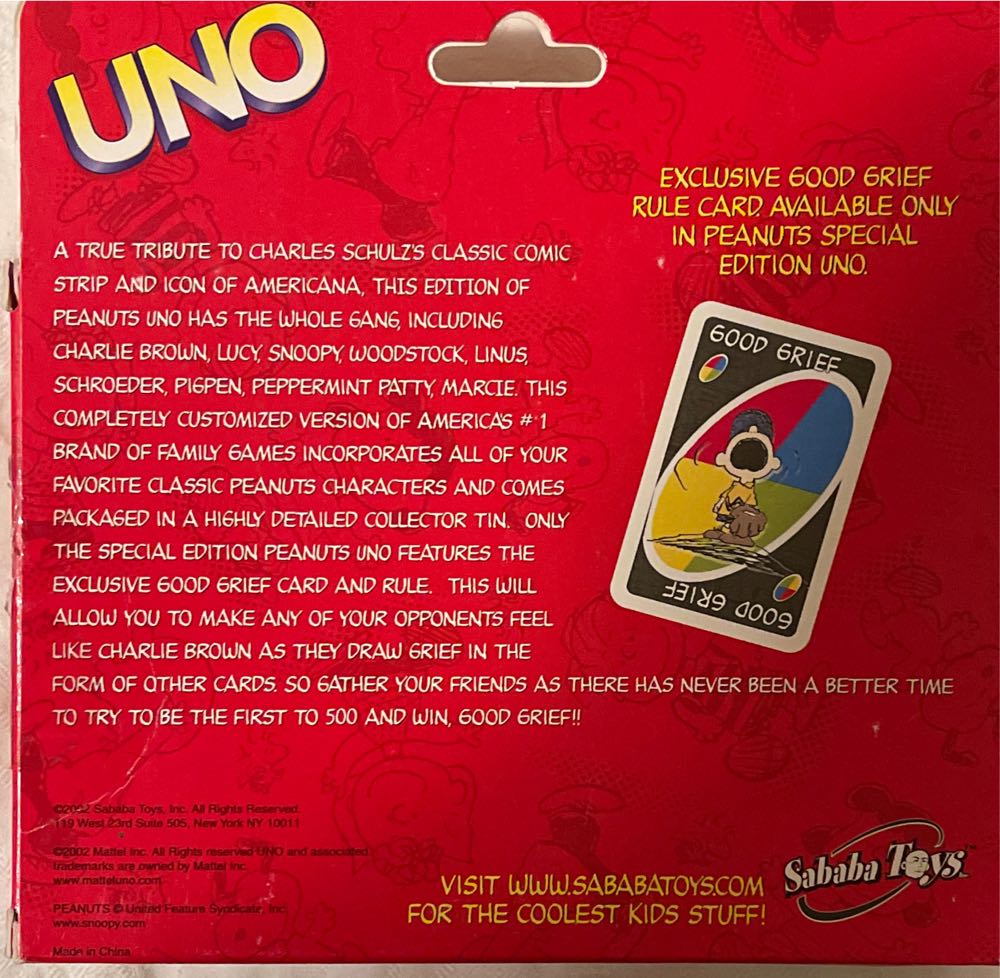 UNO
EXCLUSIVE GOOD GRIEF
RULE CARD. AVAILABLE ONLY
IN PEANUTS SPECIAL
EDITION UNO.
A TRUE TRIBUTE TO CHARLES SCHULZ'S CLASSIC COMIC
STRIP AND ICON OF AMERICANA, THIS EDITION OF
PEANUTS UNO HAS THE WHOLE GANG, INCLUDING
CHARLIE BROWN, LUCY, SNOOPY, WOODSTOCK, LINUS,
SCHROEDER, PIGPEN, PEPPERMINT PATTY, MARCIE. THIS
COMPLETELY CUSTOMIZED VERSION OF AMERICA'S #1
BRAND OF FAMILY GAMES INCORPORATES ALL OF YOUR
FAVORITE CLASSIC PEANUTS CHARACTERS AND COMES
PACKAGED IN A HIGHLY DETAILED COLLECTOR TIN. ONLY
THE SPECIAL EDITION PEANUTS UNO FEATURES THE
EXCLUSIVE GOOD GRIEF CARD AND RULE. THIS WILL
ALLOW YOU TO MAKE ANY OF YOUR OPPONENTS FEEL
LIKE CHARLIE BROWN AS THEY DRAW GRIEF IN THE
FORM OF OTHER CARDS. SO GATHER YOUR FRIENDS AS THERE HAS NEVER BEEN A BETTER TIME
TO TRY TO BE THE FIRST TO 500 AND WIN, GOOD GRIEF!!
GOOD GRIEF
GOOD GRIEF
©2002 Sababa Toys, Inc. All Rights Reserved.
119 West 23rd Suite 505, New York NY 10011
©2002 Mattel Inc. All Rights reserved UNO and associated
trademarks are owned by Mattel Inc.
www.matteluno.com
PEANUTS © United Feature Syndicate, Inc.
www.snoopy.com
Made in China
VISIT WWW.SABABATOYS.COM
FOR THE COOLEST KIDS STUFF!
Sababa Toys™